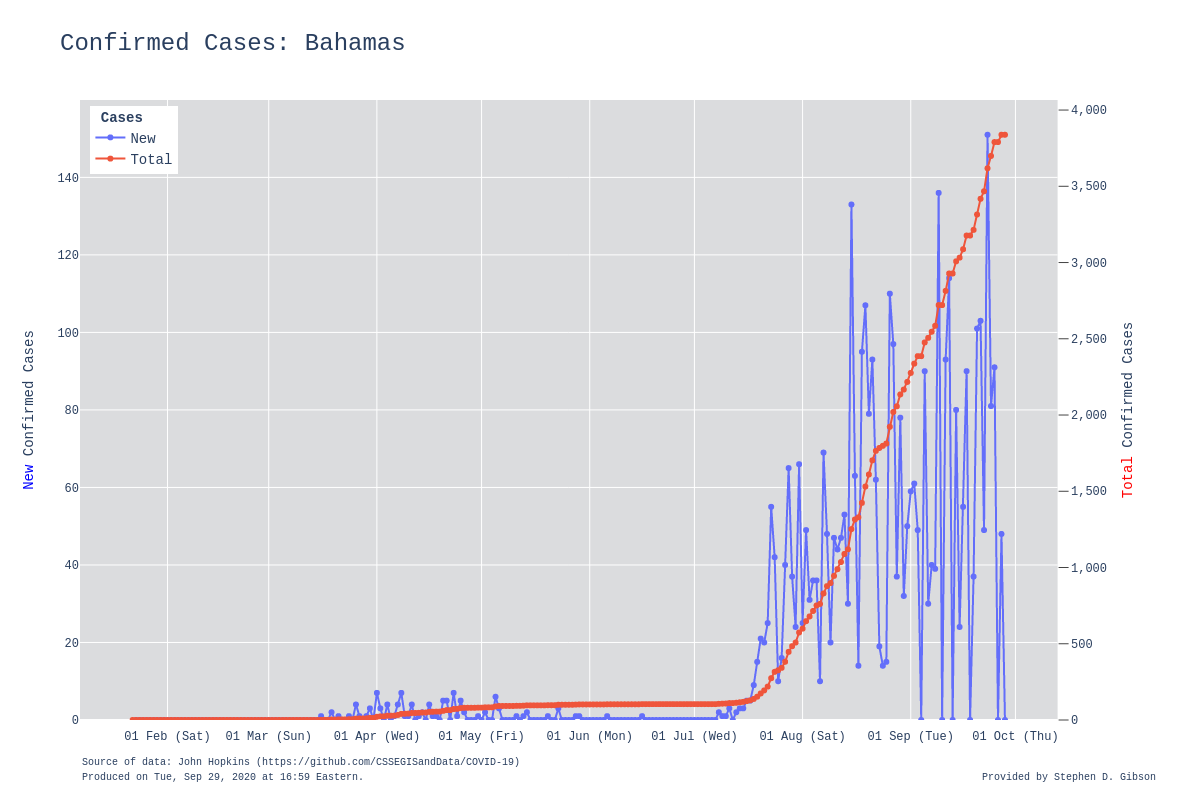 Confirmed Cases: Bahamas
Cases
New
Total
140
120
100
80
60
40
20
0
New Confirmed Cases
4,000
3,500
3,000
2,500
2,000
1,500
1,000
500
0
Total Confirmed Cases
01 Feb (Sat) 01 Mar (Sun) 01 Apr (Wed) 01 May (Fri) 01 Jun (Mon) 01 Jul (Wed) 01 Aug (Sat) 01 Sep (Tue) 01 Oct (Thu)
Source of data: John Hopkins (https://github.com/CSSEGISandData/COVID-19)
Produced on Tue, Sep 29, 2020 at 16:59 Eastern.
Provided by Stephen D. Gibson